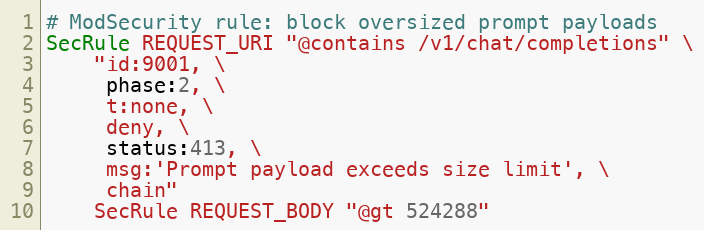 1 # ModSecurity rule: block oversized prompt payloads
2 SecRule REQUEST_URI "@contains /v1/chat/completions" \
3     "id:9001, \
4      phase:2, \
5      t:none, \
6      deny, \
7      status:413, \
8      msg:'Prompt payload exceeds size limit', \
9      chain"
10     SecRule REQUEST_BODY "@gt 524288"